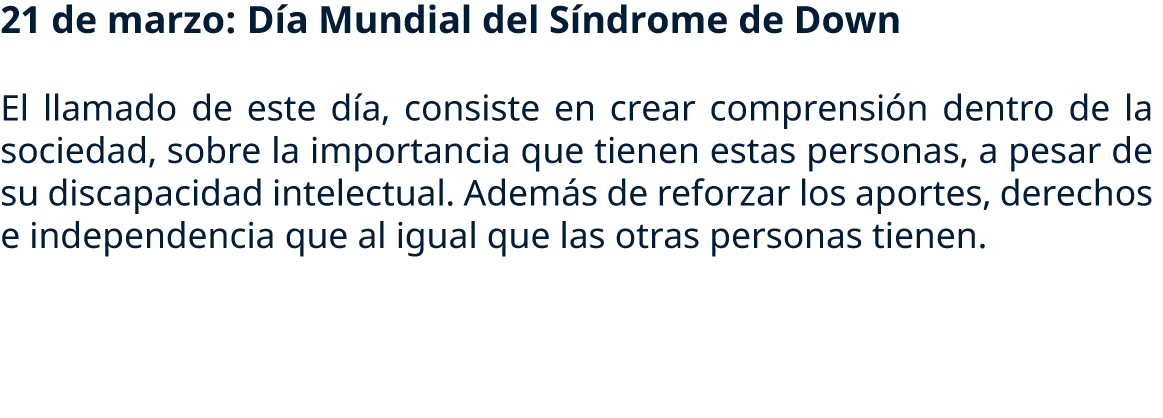 21 de marzo: Día Mundial del Síndrome de Down
El llamado de este día, consiste en crear comprensión dentro de la
sociedad, sobre la importancia que tienen estas personas, a pesar de
su discapacidad intelectual. Además de reforzar los aportes, derechos
e independencia que al igual que las otras personas tienen.